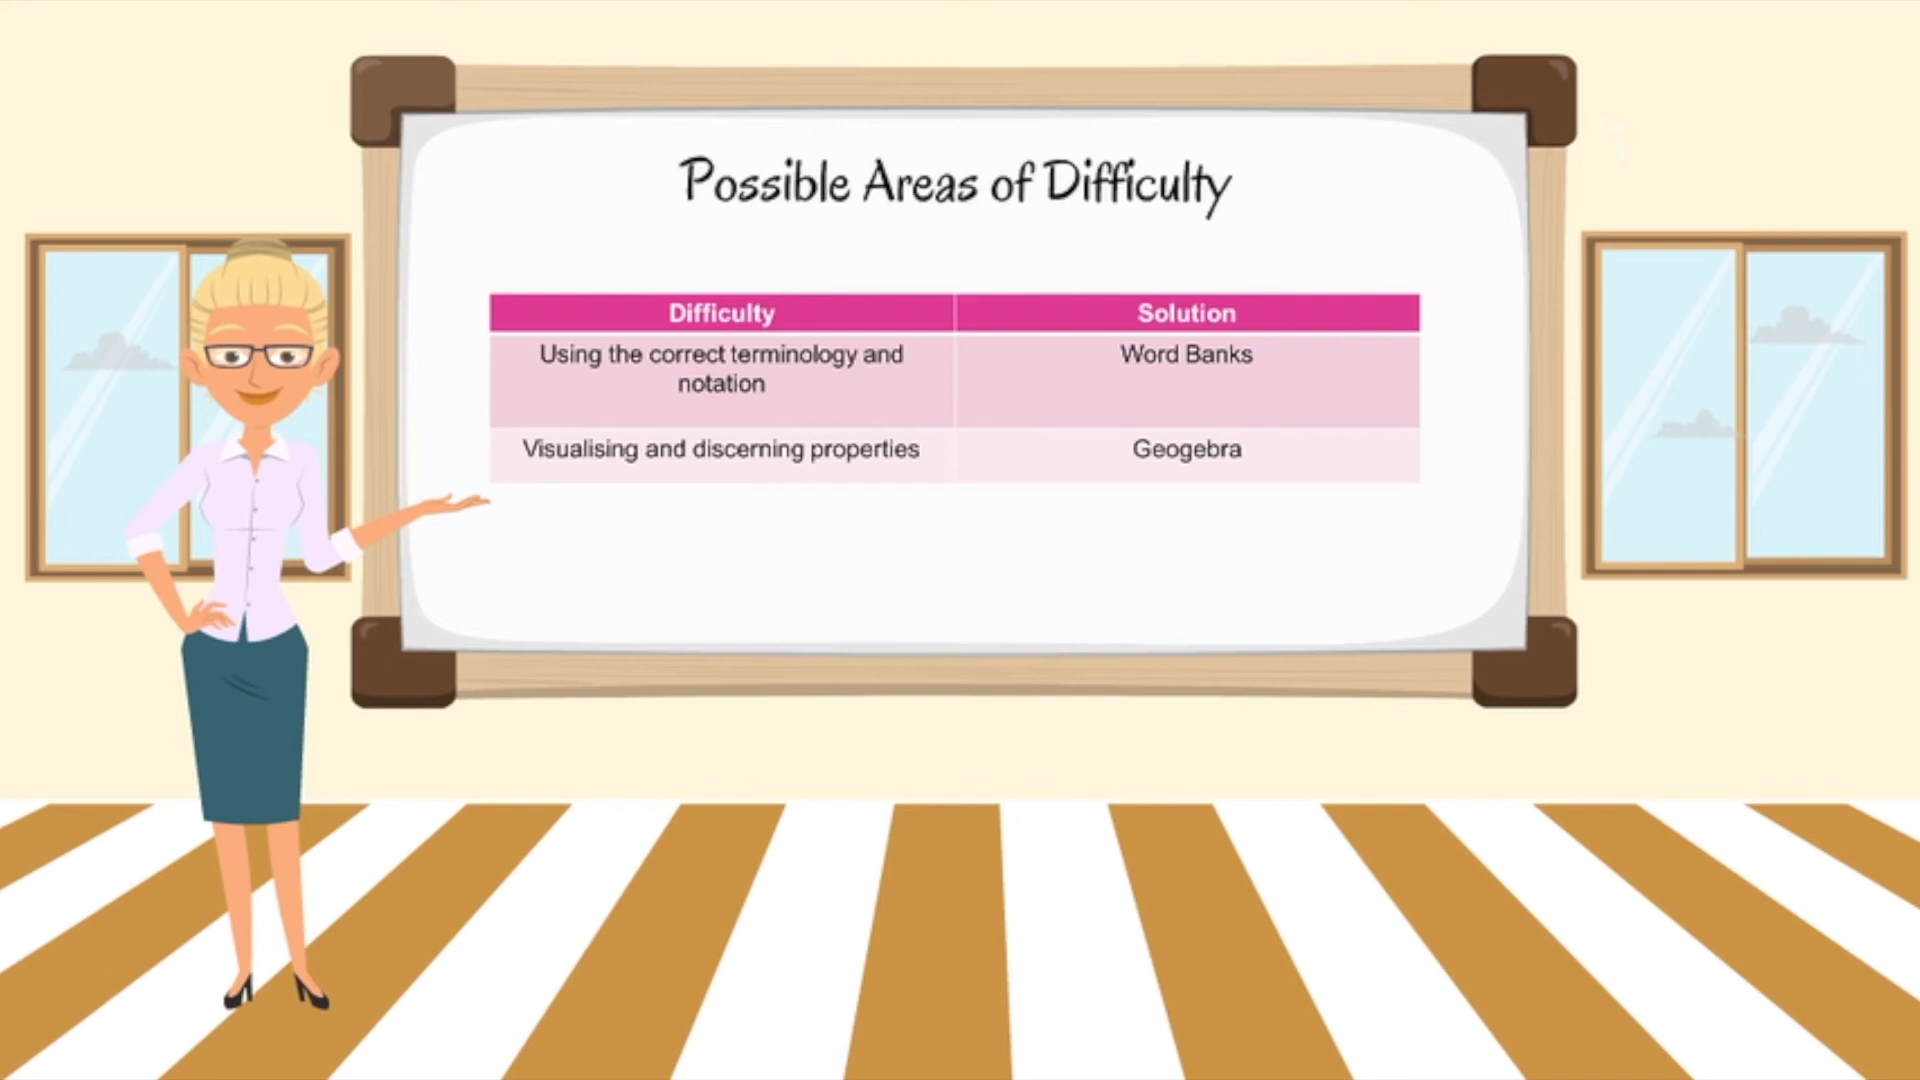 Possible Areas of Difficulty
Difficulty
Solution
Using the correct terminology and
notation
Word Banks
Visualising and discerning properties
Geogebra